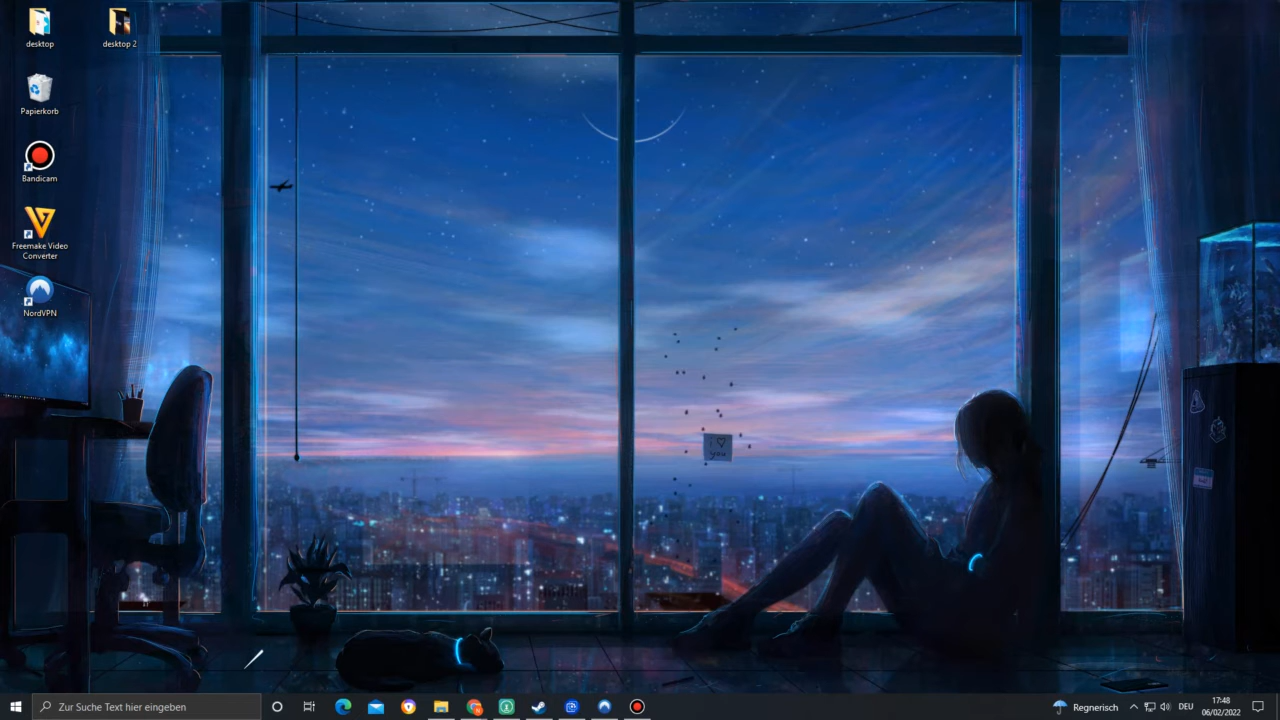 desktop
desktop 2
Papierkorb
Bandicam
Freemake Video
Converter
NordVPN
I ♡
you
Zur Suche Text hier eingeben
Regnerisch
DEU
17:48
06/02/2022